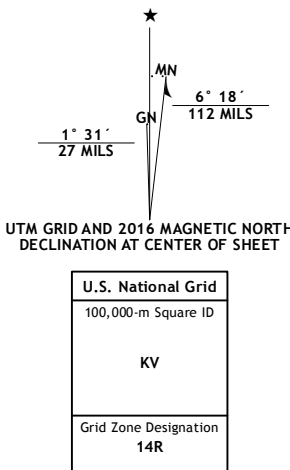 ★
MN
GN
6° 18´
112 MILS
1° 31´
27 MILS
UTM GRID AND 2016 MAGNETIC NORTH
DECLINATION AT CENTER OF SHEET
U.S. National Grid
100,000-m Square ID
KV
Grid Zone Designation
14R